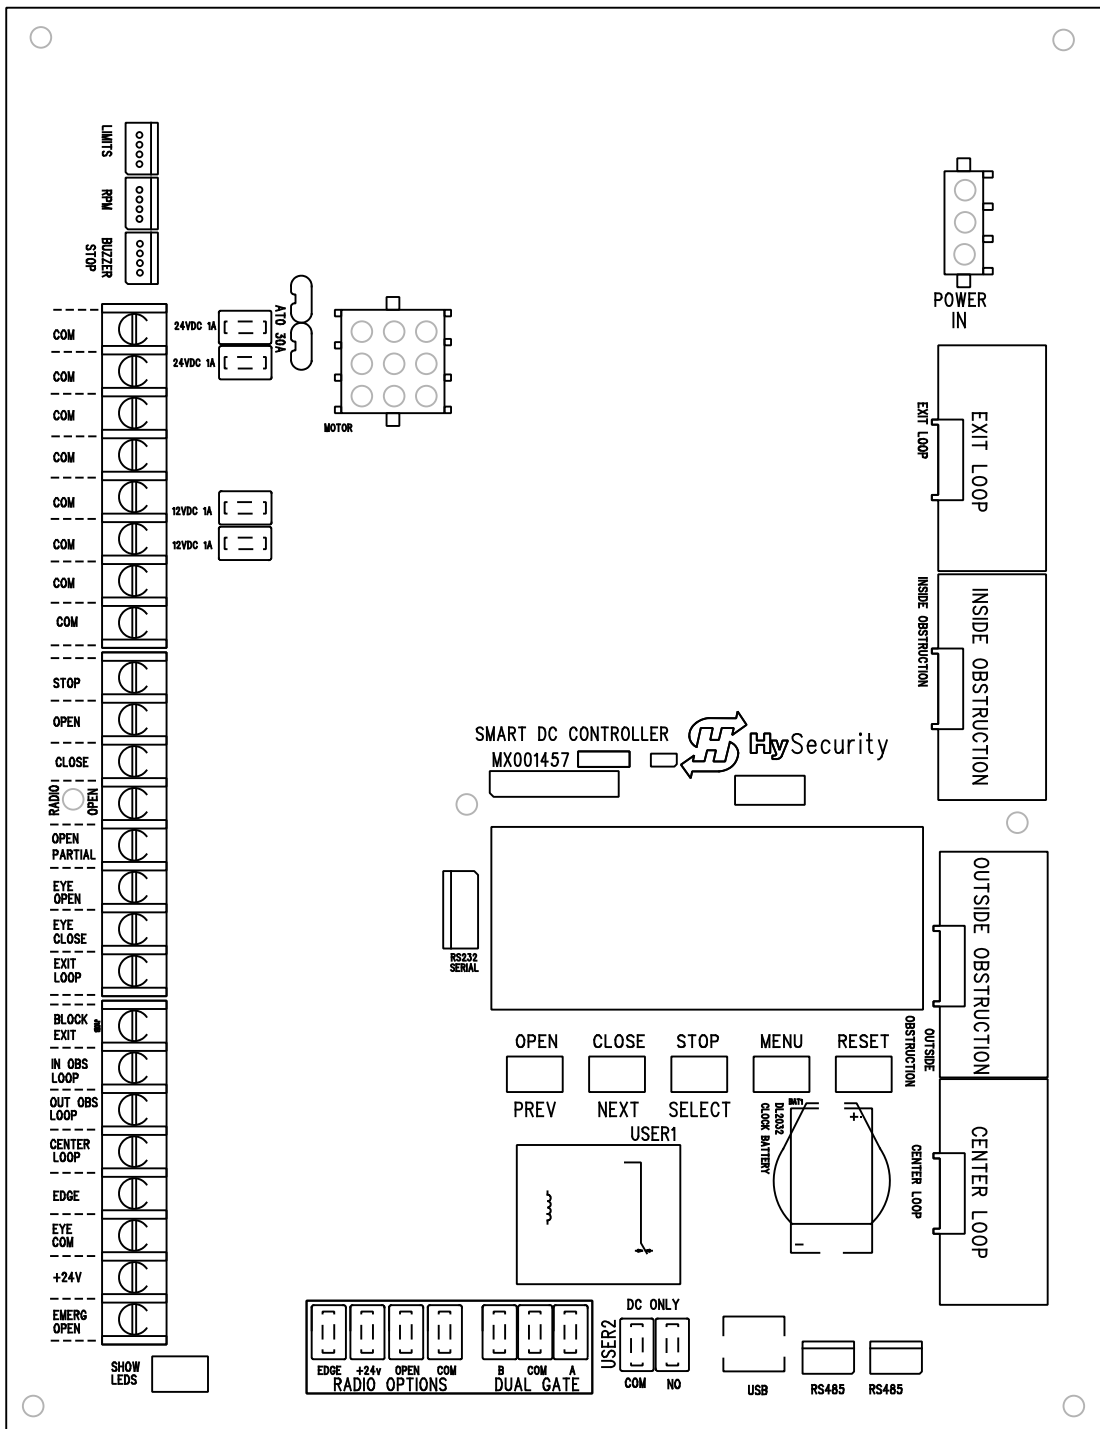 LIMITS
RPM
BUZZER
STOP
ATO 30A
24VDC 1A
24VDC 1A
12VDC 1A
12VDC 1A
MOTOR
POWER
IN
COM
COM
COM
COM
COM
COM
COM
COM
STOP
OPEN
CLOSE
RADIO
OPEN
OPEN
PARTIAL
EYE
OPEN
EYE
CLOSE
EXIT
LOOP
BLOCK
EXIT
IN OBS
LOOP
OUT OBS
LOOP
CENTER
LOOP
EDGE
EYE
COM
+24V
EMERG
OPEN
SHOW
LEDS
EXIT LOOP
EXIT LOOP
INSIDE OBSTRUCTION
INSIDE OBSTRUCTION
SMART DC CONTROLLER
MX001457
HySecurity
RS232
SERIAL
OUTSIDE OBSTRUCTION
OUTSIDE
OBSTRUCTION
OPEN CLOSE STOP MENU RESET
PREV NEXT SELECT
USER1
BAT1
DL2032
CLOCK BATTERY
+
−
CENTER LOOP
CENTER LOOP
EDGE +24v OPEN COM
RADIO OPTIONS
B COM A
DUAL GATE
DC ONLY
USER2
COM NO
USB
RS485
RS485